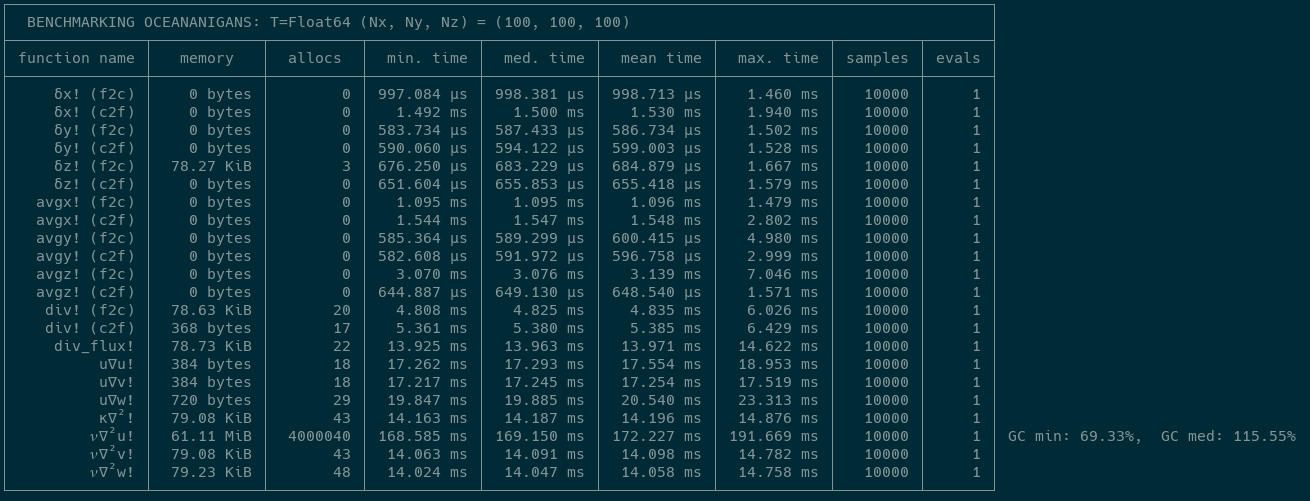 BENCHMARKING OCEANANIGANS: T=Float64 (Nx, Ny, Nz) = (100, 100, 100)
function name memory allocs min. time med. time mean time max. time samples evals
δx! (f2c) 0 bytes 0 997.084 μs 998.381 μs 998.713 μs 1.460 ms 10000 1
δx! (c2f) 0 bytes 0 1.492 ms 1.500 ms 1.530 ms 1.940 ms 10000 1
δy! (f2c) 0 bytes 0 583.734 μs 587.433 μs 586.734 μs 1.502 ms 10000 1
δy! (c2f) 0 bytes 0 590.060 μs 594.122 μs 599.003 μs 1.528 ms 10000 1
δz! (f2c) 78.27 KiB 3 676.250 μs 683.229 μs 684.879 μs 1.667 ms 10000 1
δz! (c2f) 0 bytes 0 651.604 μs 655.853 μs 655.418 μs 1.579 ms 10000 1
avgx! (f2c) 0 bytes 0 1.095 ms 1.095 ms 1.096 ms 1.479 ms 10000 1
avgx! (c2f) 0 bytes 0 1.544 ms 1.547 ms 1.548 ms 2.802 ms 10000 1
avgy! (f2c) 0 bytes 0 585.364 μs 589.299 μs 600.415 μs 4.980 ms 10000 1
avgy! (c2f) 0 bytes 0 582.608 μs 591.972 μs 596.758 μs 2.999 ms 10000 1
avgz! (f2c) 0 bytes 0 3.070 ms 3.076 ms 3.139 ms 7.046 ms 10000 1
avgz! (c2f) 0 bytes 0 644.887 μs 649.130 μs 648.540 μs 1.571 ms 10000 1
div! (f2c) 78.63 KiB 20 4.808 ms 4.825 ms 4.835 ms 6.026 ms 10000 1
div! (c2f) 368 bytes 17 5.361 ms 5.380 ms 5.385 ms 6.429 ms 10000 1
div_flux! 78.73 KiB 22 13.925 ms 13.963 ms 13.971 ms 14.622 ms 10000 1
u∇u! 384 bytes 18 17.262 ms 17.293 ms 17.554 ms 18.953 ms 10000 1
u∇v! 384 bytes 18 17.217 ms 17.245 ms 17.254 ms 17.519 ms 10000 1
u∇w! 720 bytes 29 19.847 ms 19.885 ms 20.540 ms 23.313 ms 10000 1
κ∇²! 79.08 KiB 43 14.163 ms 14.187 ms 14.196 ms 14.876 ms 10000 1
𝜈∇²u! 61.11 MiB 4000040 168.585 ms 169.150 ms 172.227 ms 191.669 ms 10000 1 GC min: 69.33%, GC med: 115.55%
𝜈∇²v! 79.08 KiB 43 14.063 ms 14.091 ms 14.098 ms 14.782 ms 10000 1
𝜈∇²w! 79.23 KiB 48 14.024 ms 14.047 ms 14.058 ms 14.758 ms 10000 1